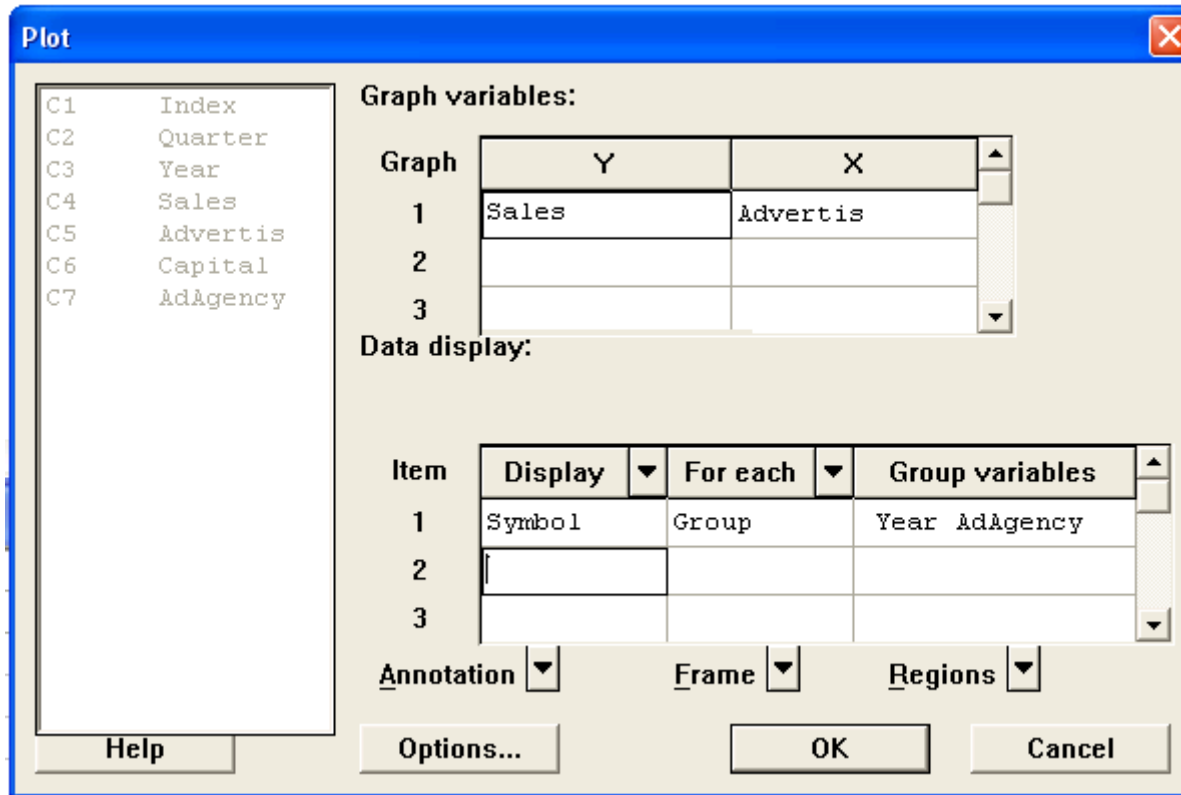 Plot
C1 Index
C2 Quarter
C3 Year
C4 Sales
C5 Advertis
C6 Capital
C7 AdAgency
Graph variables:
Graph Y X
1 Sales Advertis
2
3
Data display:
Item Display For each Group variables
1 Symbol Group Year AdAgency
2
3
Annotation Frame Regions
Help Options... OK Cancel